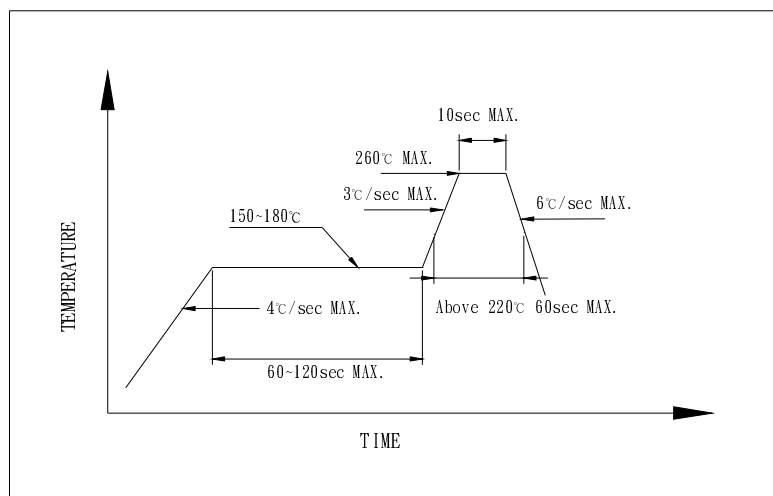 10sec MAX.
260℃ MAX.
3℃/sec MAX.
6℃/sec MAX.
150~180℃
TEMPERATURE
4℃/sec MAX.
Above 220℃ 60sec MAX.
60~120sec MAX.
TIME